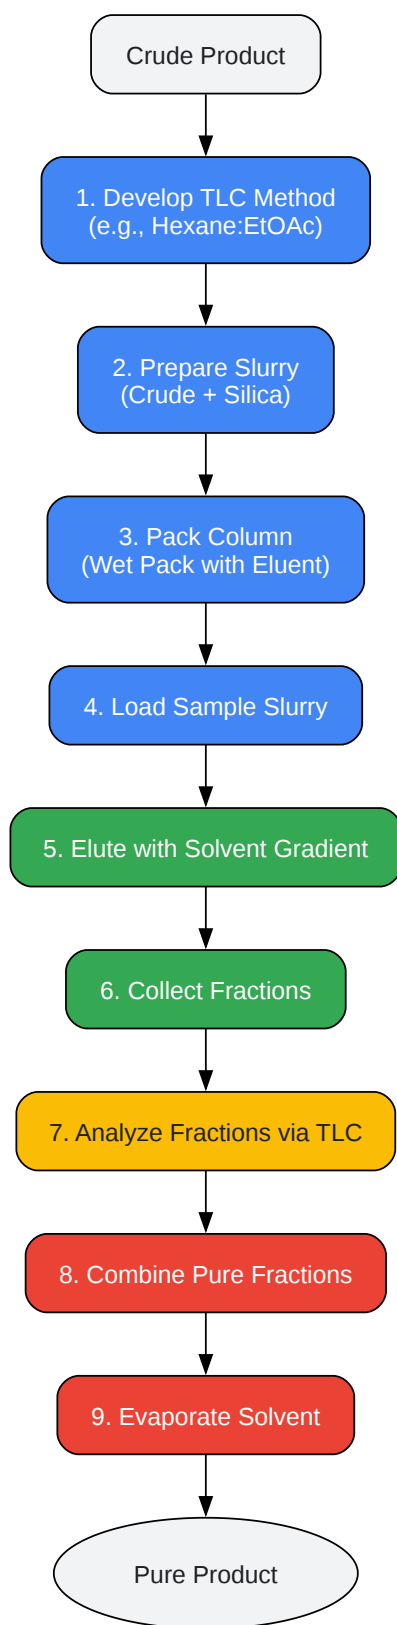 Crude Product
1. Develop TLC Method
(e.g., Hexane:EtOAc)
2. Prepare Slurry
(Crude + Silica)
3. Pack Column
(Wet Pack with Eluent)
4. Load Sample Slurry
5. Elute with Solvent Gradient
6. Collect Fractions
7. Analyze Fractions via TLC
8. Combine Pure Fractions
9. Evaporate Solvent
Pure Product